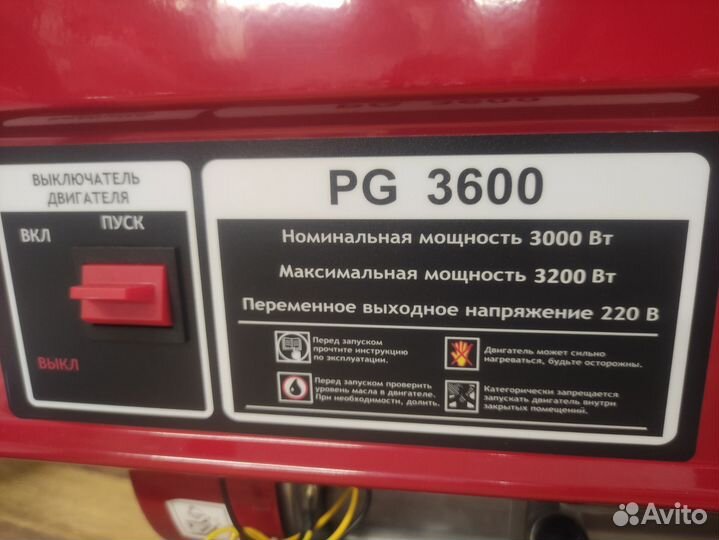 ВЫКЛЮЧАТЕЛЬ
ДВИГАТЕЛЯ
ВКЛ
ПУСК
ВЫКЛ
PG 3600
Номинальная мощность 3000 Вт
Максимальная мощность 3200 Вт
Переменное выходное напряжение 220 В
Перед запуском
прочтите инструкцию
по эксплуатации.
Двигатель может сильно
нагреваться, будьте осторожны.
Перед запуском проверить
уровень масла в двигателе.
При необходимости, долить.
Категорически запрещается
запускать двигатель внутри
закрытых помещений.
Avito